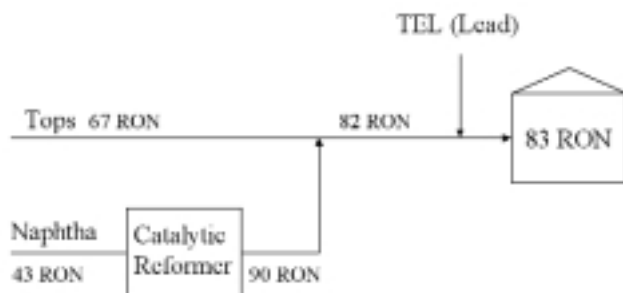 TEL (Lead)
Tops 67 RON
82 RON
83 RON
Naphtha
43 RON
Catalytic
Reformer
90 RON